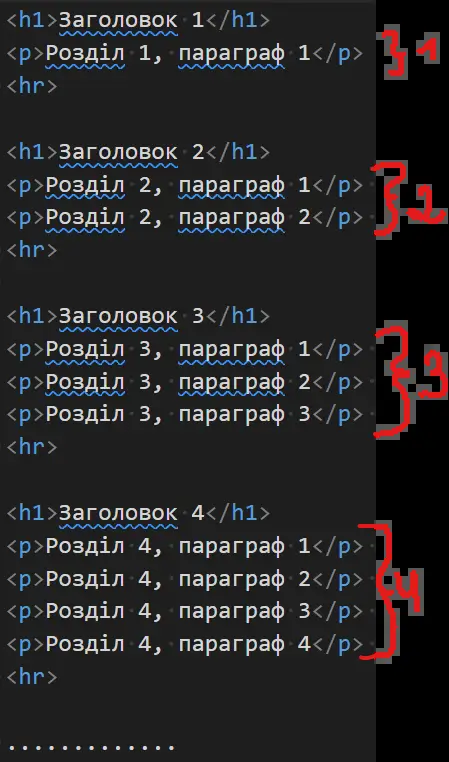 <h1>Заголовок 1</h1>
<p>Розділ 1, параграф 1</p> 1
<hr>
<h1>Заголовок 2</h1>
<p>Розділ 2, параграф 1</p>
<p>Розділ 2, параграф 2</p> 2
<hr>
<h1>Заголовок 3</h1>
<p>Розділ 3, параграф 1</p>
<p>Розділ 3, параграф 2</p> 3
<p>Розділ 3, параграф 3</p>
<hr>
<h1>Заголовок 4</h1>
<p>Розділ 4, параграф 1</p>
<p>Розділ 4, параграф 2</p> 4
<p>Розділ 4, параграф 3</p>
<p>Розділ 4, параграф 4</p>
<hr>
.............